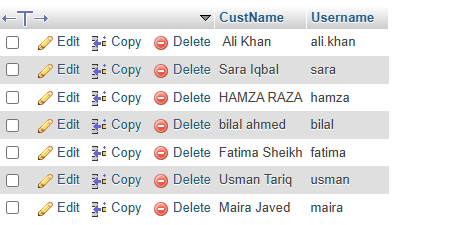 CustName Username
Edit Copy Delete Ali Khan ali.khan
Edit Copy Delete Sara Iqbal sara
Edit Copy Delete HAMZA RAZA hamza
Edit Copy Delete bilal ahmed bilal
Edit Copy Delete Fatima Sheikh fatima
Edit Copy Delete Usman Tariq usman
Edit Copy Delete Maira Javed maira